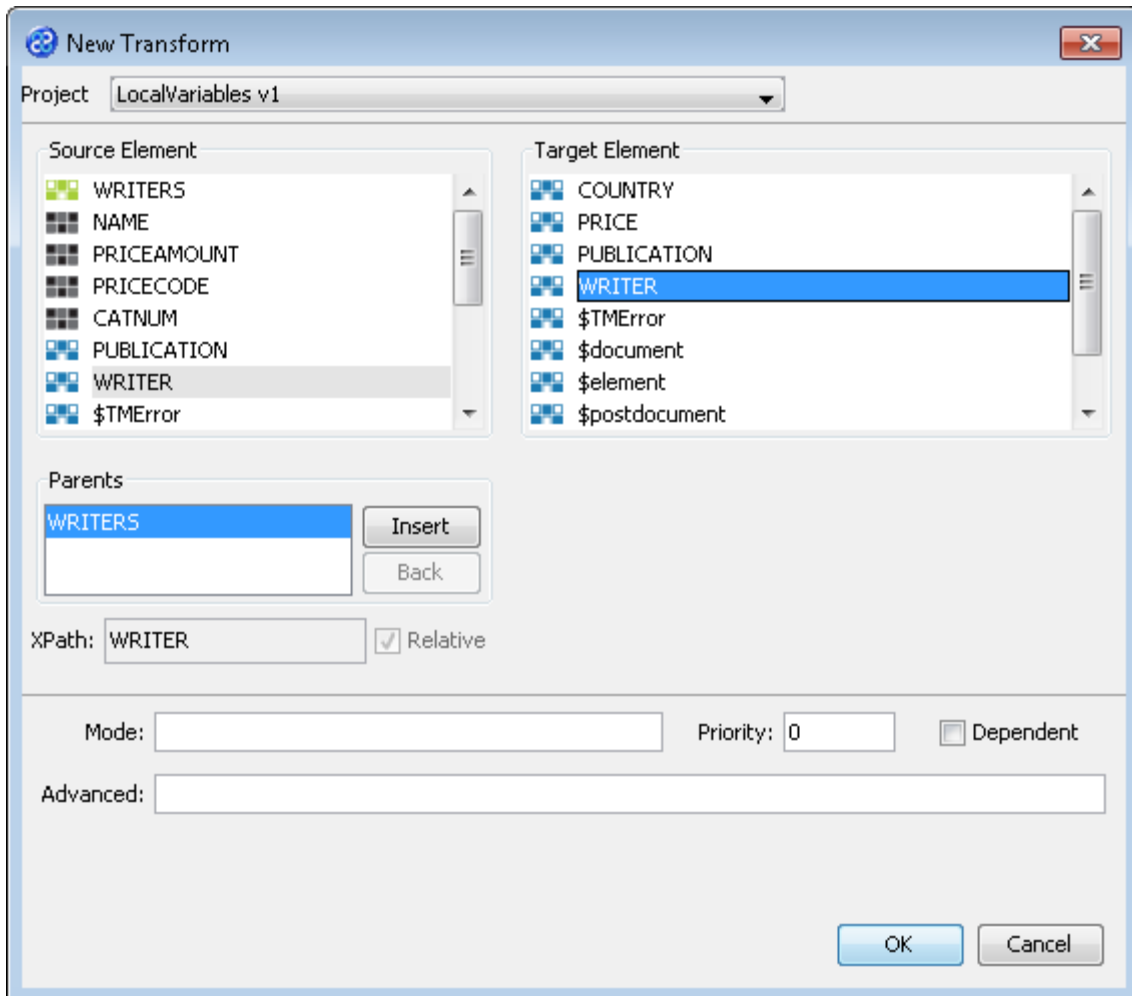 New Transform
Project LocalVariables v1
Source Element
WRITERS
NAME
PRICEAMOUNT
PRICECODE
CATNUM
PUBLICATION
WRITER
$TMError
Target Element
COUNTRY
PRICE
PUBLICATION
WRITER
$TMError
$document
$element
$postdocument
Parents
WRITERS
Insert
Back
XPath: WRITER Relative
Mode: Priority: 0 Dependent
Advanced:
OK Cancel